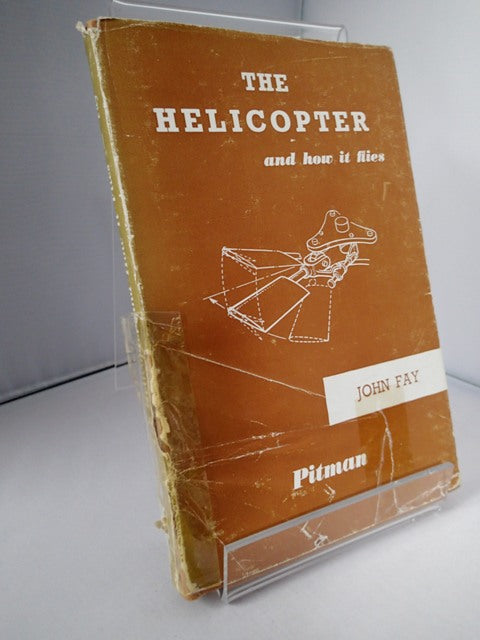 THE
HELICOPTER
and how it flies
JOHN FAY
Pitman